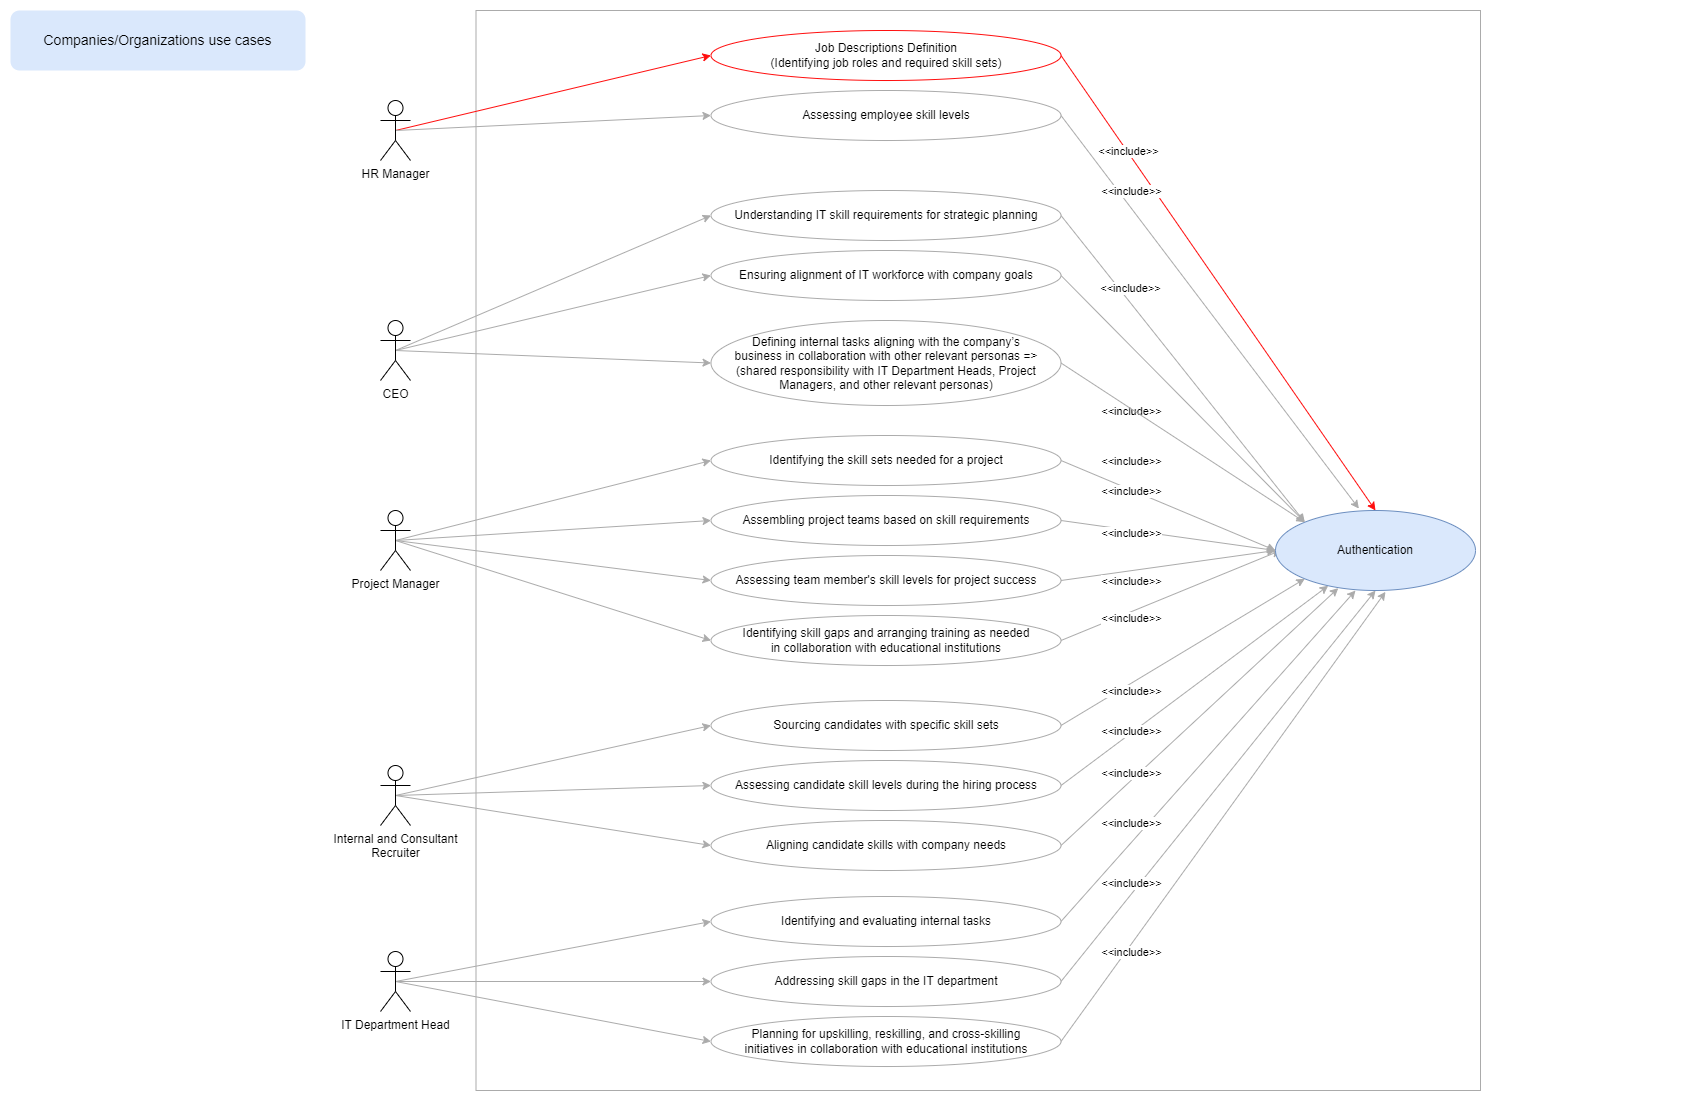 Companies/Organizations use cases
Job Descriptions Definition
(Identifying job roles and required skill sets)
Assessing employee skill levels
HR Manager
<<include>>
<<include>>
Understanding IT skill requirements for strategic planning
Ensuring alignment of IT workforce with company goals
<<include>>
Defining internal tasks aligning with the company's
business in collaboration with other relevant personas =>
(shared responsibility with IT Department Heads, Project
Managers, and other relevant personas)
CEO
<<include>>
Identifying the skill sets needed for a project
<<include>>
<<include>>
Assembling project teams based on skill requirements
<<include>>
Authentication
Assessing team member's skill levels for project success
<<include>>
Project Manager
<<include>>
Identifying skill gaps and arranging training as needed
in collaboration with educational institutions
<<include>>
Sourcing candidates with specific skill sets
<<include>>
Assessing candidate skill levels during the hiring process
<<include>>
Internal and Consultant
Recruiter
Aligning candidate skills with company needs
<<include>>
<<include>>
Identifying and evaluating internal tasks
<<include>>
Addressing skill gaps in the IT department
IT Department Head
Planning for upskilling, reskilling, and cross-skilling
initiatives in collaboration with educational institutions